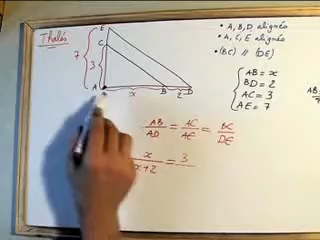 Thalès
• A, B, D alignés
• A, C, E alignés
• (BC) // (DE)
E
C
7
3
A
x
B
2
D
AB = x
BD = 2
AC = 3
AE = 7
AB/AD = AC/AE = BC/DE
x/x+2 = 3